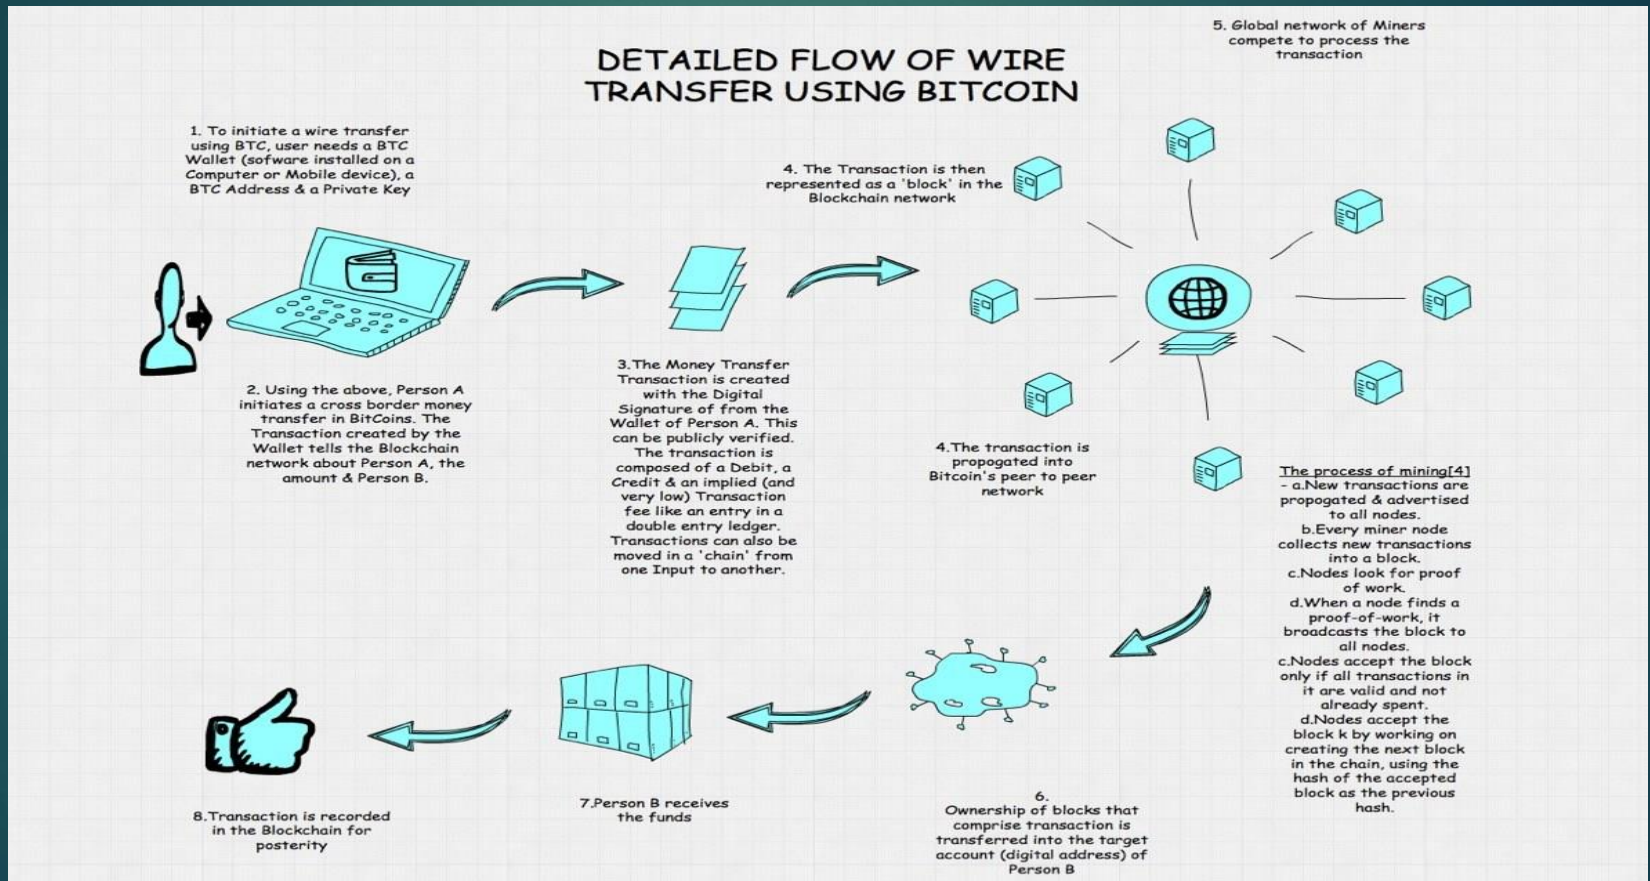 DETAILED FLOW OF WIRE
TRANSFER USING BITCOIN
1. To initiate a wire transfer
using BTC, user needs a BTC
Wallet (sofware installed on a
Computer or Mobile device), a
BTC Address & a Private Key
2. Using the above, Person A
initiates a cross border money
transfer in BitCoins. The
Transaction created by the
Wallet tells the Blockchain
network about Person A, the
amount & Person B.
3.The Money Transfer
Transaction is created
with the Digital
Signature of from the
Wallet of Person A. This
can be publicly verified.
The transaction is
composed of a Debit, a
Credit & an implied (and
very low) Transaction
fee like an entry in a
double entry ledger.
Transactions can also be
moved in a 'chain' from
one Input to another.
4. The Transaction is then
represented as a 'block' in the
Blockchain network
4.The transaction is
propogated into
Bitcoin's peer to peer
network
5. Global network of Miners
compete to process the
transaction
The process of mining[4]
- a.New transactions are
propogated & advertised
to all nodes.
b.Every miner node
collects new transactions
into a block.
c.Nodes look for proof
of work.
d.When a node finds a
proof-of-work, it
broadcasts the block to
all nodes.
c.Nodes accept the block
only if all transactions in
it are valid and not
already spent.
d.Nodes accept the
block k by working on
creating the next block
in the chain, using the
hash of the accepted
block as the previous
hash.
6.
Ownership of blocks that
comprise transaction is
transferred into the target
account (digital address) of
Person B
7.Person B receives
the funds
8.Transaction is recorded
in the Blockchain for
posterity